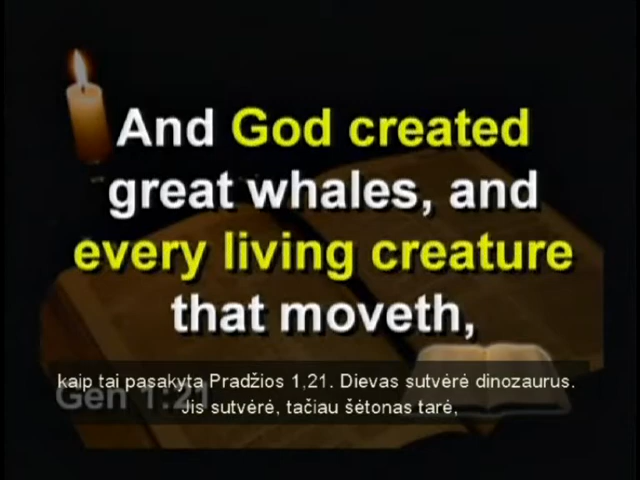 And God created
great whales, and
every living creature
that moveth,
kaip tai pasakyta Pradžios 1,21. Dievas sutvėrė dinozaurus.
Gen 1:21
Jis sutvėrė, tačiau šėtonas tarė,